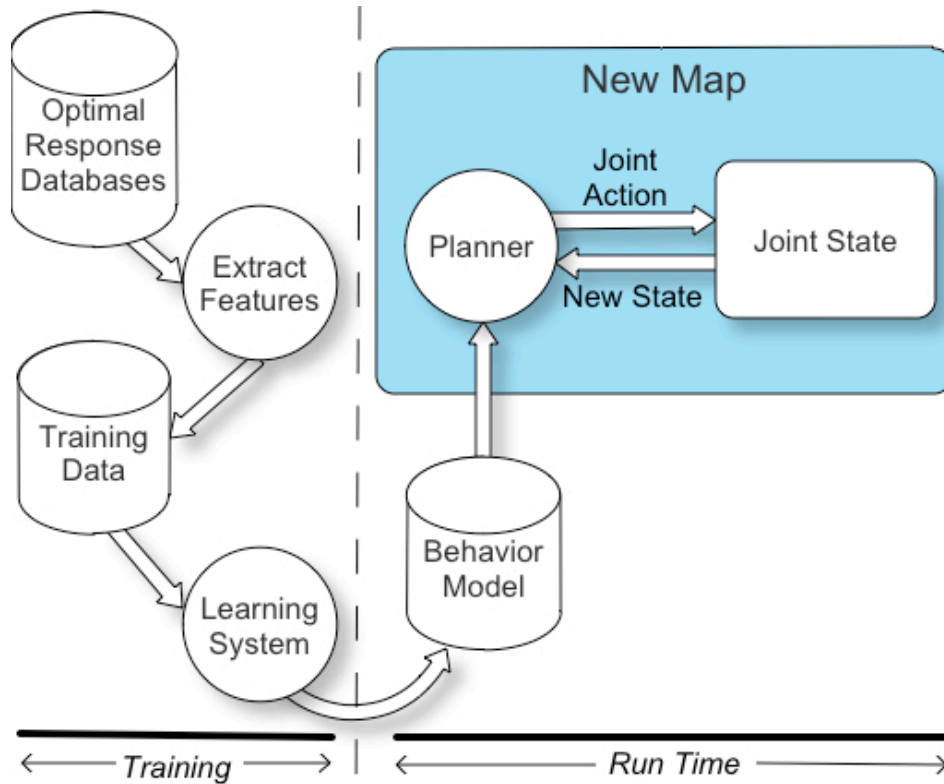 Optimal
Response
Databases
Extract
Features
Training
Data
Learning
System
Training
New Map
Joint
Action
Planner
Joint State
New State
Behavior
Model
Run Time